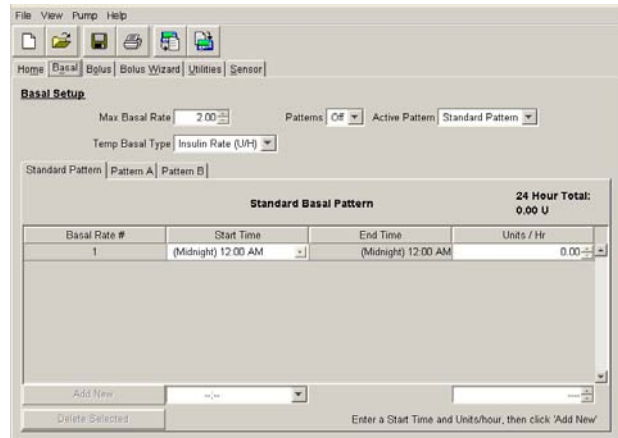 File View Pump Help
Home Basal Bolus Bolus Wizard Utilities Sensor
Basal Setup
Max Basal Rate 2.00 Patterns Off Active Pattern Standard Pattern
Temp Basal Type Insulin Rate (U/H)
Standard Pattern Pattern A Pattern B
Standard Basal Pattern 24 Hour Total:
0.00 U
Basal Rate # Start Time End Time Units / Hr
1 (Midnight) 12:00 AM (Midnight) 12:00 AM 0.00
Add New --:-- ----
Delete Selected Enter a Start Time and Units/hour, then click 'Add New'